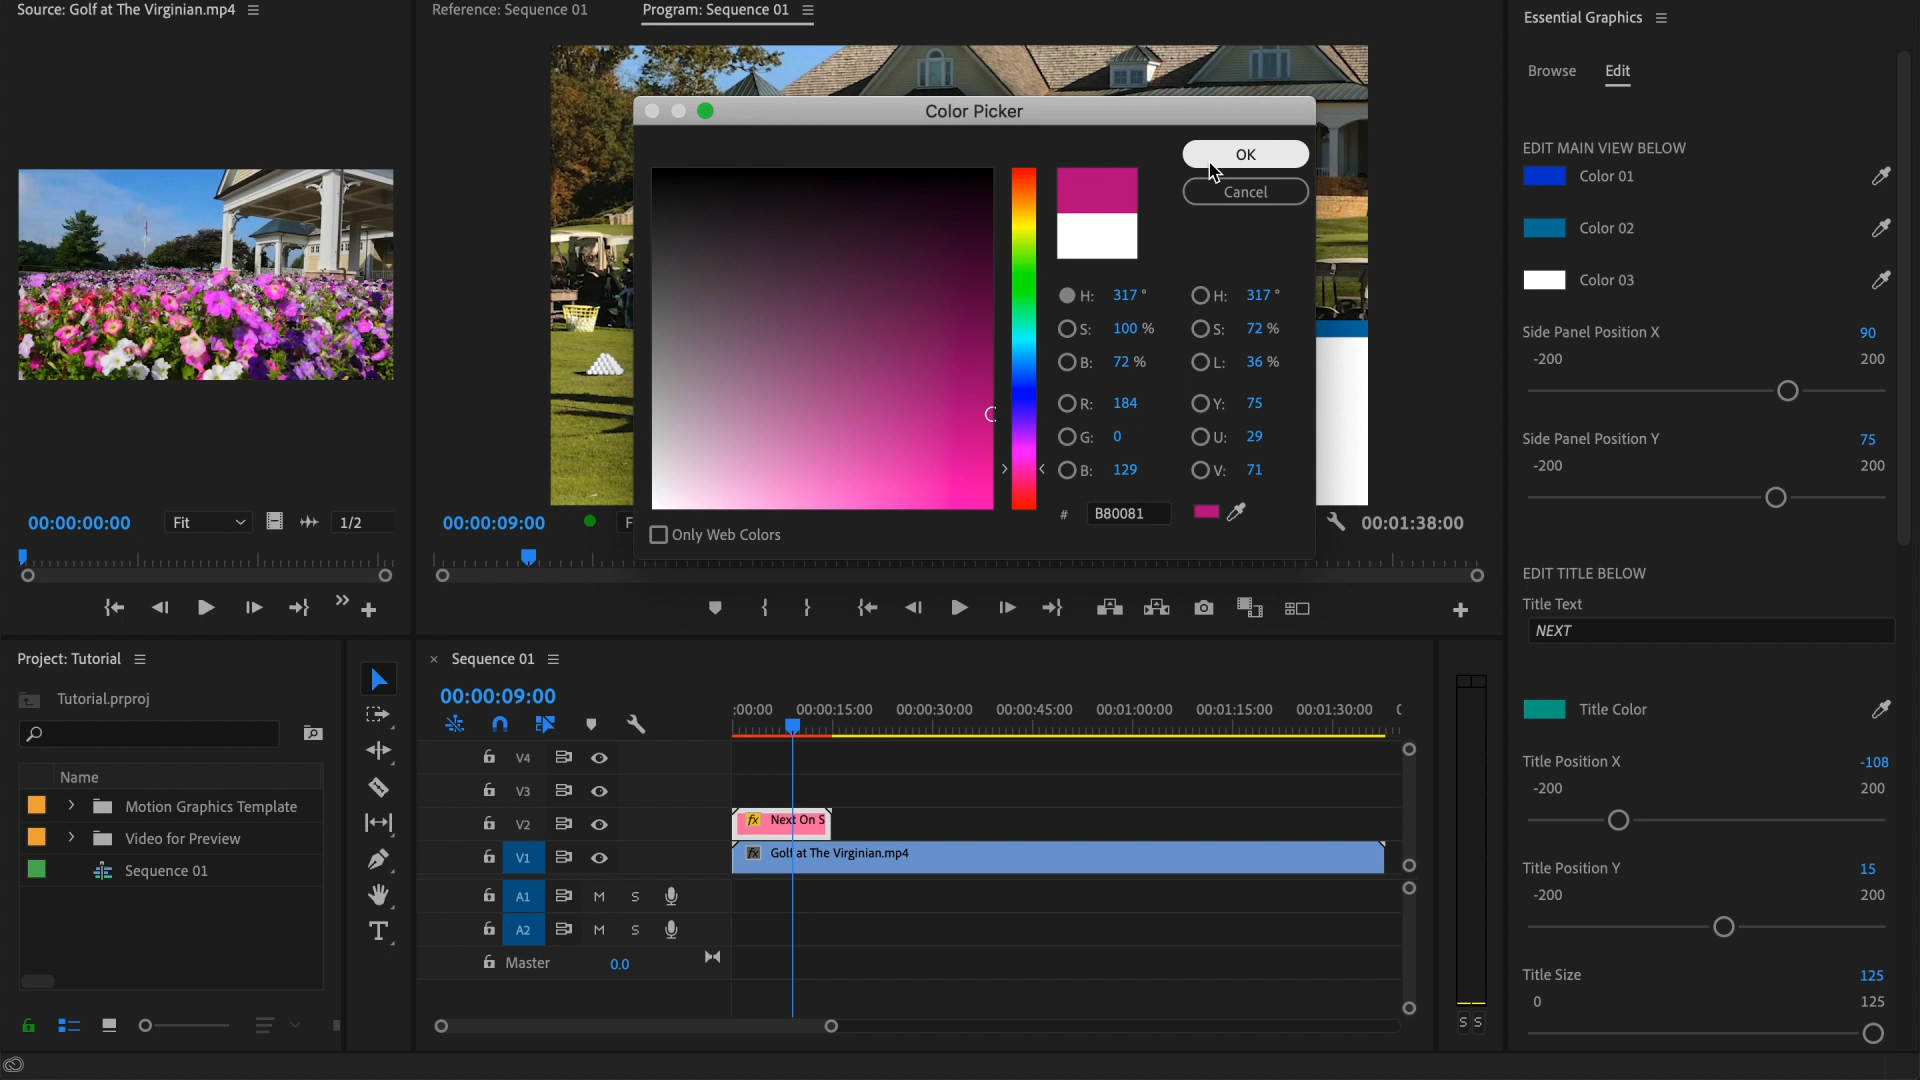 Source: Golf at The Virginian.mp4
Reference: Sequence 01
Program: Sequence 01
Essential Graphics
Browse
Edit
Color Picker
OK
Cancel
H: 317 °
H: 317 °
S: 100 %
S: 72 %
B: 72 %
L: 36 %
R: 184
Y: 75
G: 0
U: 29
B: 129
V: 71
# B80081
Only Web Colors
EDIT MAIN VIEW BELOW
Color 01
Color 02
Color 03
Side Panel Position X 90
-200 200
Side Panel Position Y 75
-200 200
EDIT TITLE BELOW
Title Text
NEXT
Title Color
Title Position X -108
-200 200
Title Position Y 15
-200 200
Title Size 125
0 125
00:00:00:00
Fit
1/2
00:00:09:00
F
00:01:38:00
Project: Tutorial
Tutorial.prproj
Name
Motion Graphics Template
Video for Preview
Sequence 01
× Sequence 01
00:00:09:00
:00:00 00:00:15:00 00:00:30:00 00:00:45:00 00:01:00:00 00:01:15:00 00:01:30:00
V4
V3
V2
fx Next On S
V1
fx Golf at The Virginian.mp4
A1 M S
A2 M S
Master 0.0
S S